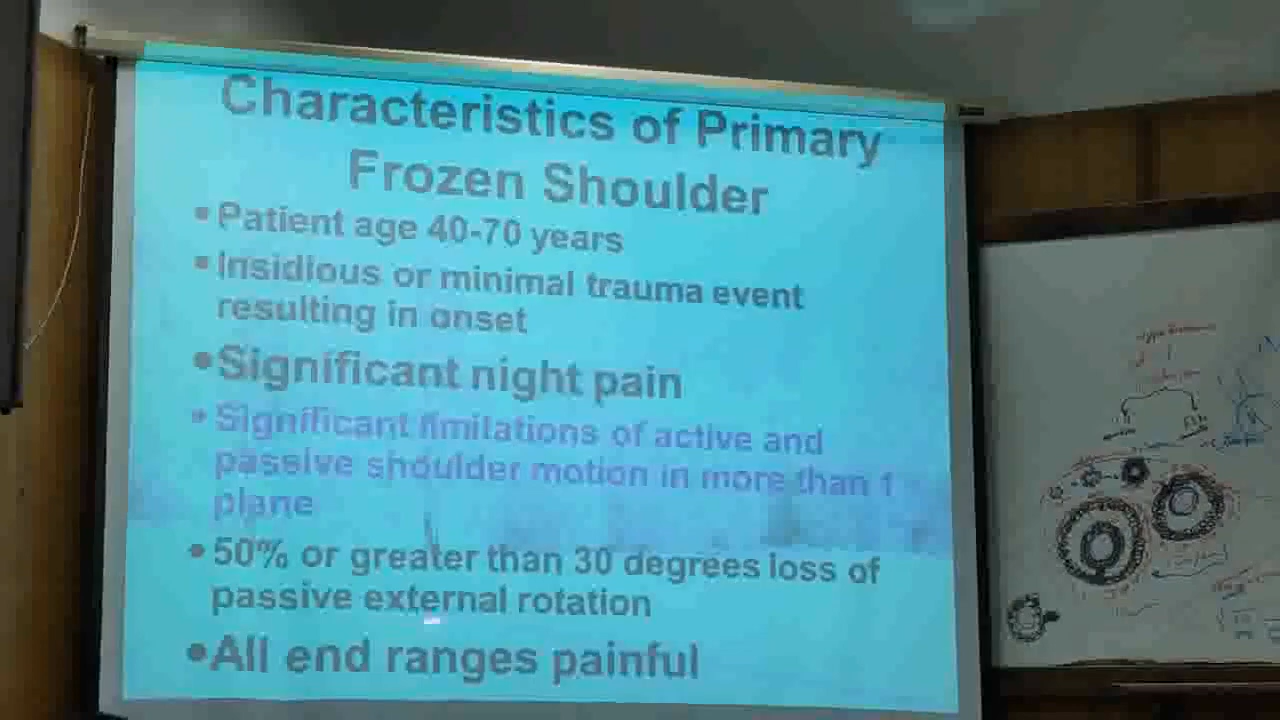 Characteristics of Primary
Frozen Shoulder
•Patient age 40-70 years
•Insidious or minimal trauma event
resulting in onset
•Significant night pain
•Significant limitations of active and
passive shoulder motion in more than 1
plane
•50% or greater than 30 degrees loss of
passive external rotation
•All end ranges painful